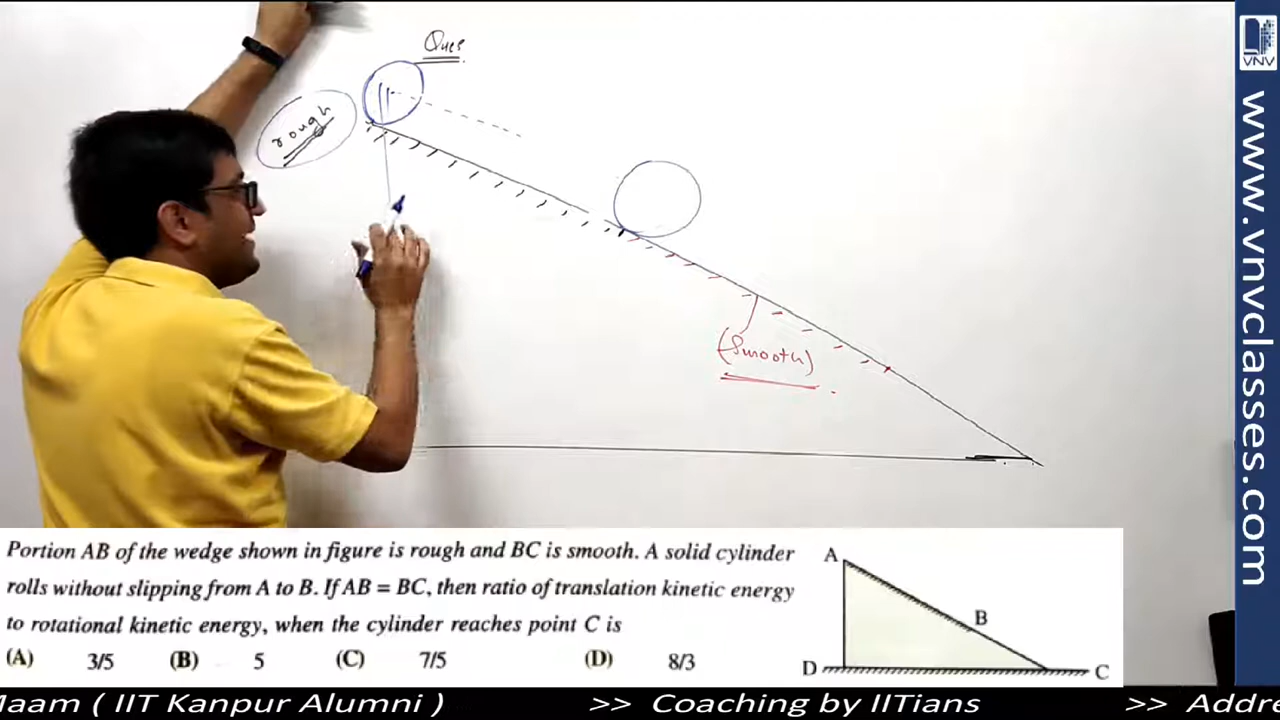 Ques
rough
(Smooth)
VNV
www.vnvclasses.com
Portion AB of the wedge shown in figure is rough and BC is smooth. A solid cylinder
rolls without slipping from A to B. If AB = BC, then ratio of translation kinetic energy
to rotational kinetic energy, when the cylinder reaches point C is
(A) 3/5 (B) 5 (C) 7/5 (D) 8/3
A
B
D
C
Maam ( IIT Kanpur Alumni ) >> Coaching by IITians >> Addre